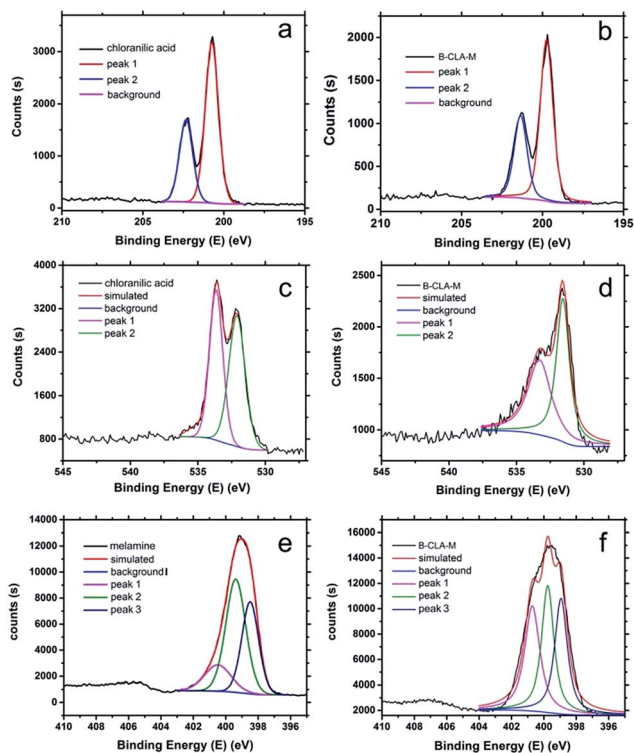 a
chloranilic acid
peak 1
peak 2
background
Counts (s)
3000
2000
1000
0
210 205 200 195
Binding Energy (E) (eV)
b
B-CLA-M
peak 1
peak 2
background
Counts (s)
2000
1500
1000
500
0
210 205 200 195
Binding Energy (E) (eV)
c
chloranilic acid
simulated
background
peak 1
peak 2
Counts (s)
4000
3200
2400
1600
800
545 540 535 530
Binding Energy (E) (eV)
d
B-CLA-M
simulated
background
peak 1
peak 2
Counts (s)
2500
2000
1500
1000
545 540 535 530
Binding Energy (E) (eV)
e
melamine
simulated
background
peak 1
peak 2
peak 3
counts (s)
14000
12000
10000
8000
6000
4000
2000
0
410 408 406 404 402 400 398 396
Binding Energy (E) (eV)
f
B-CLA-M
simulated
background
peak 1
peak 2
peak 3
counts (s)
16000
14000
12000
10000
8000
6000
4000
2000
410 408 406 404 402 400 398 396
Binding Energy (E) (eV)